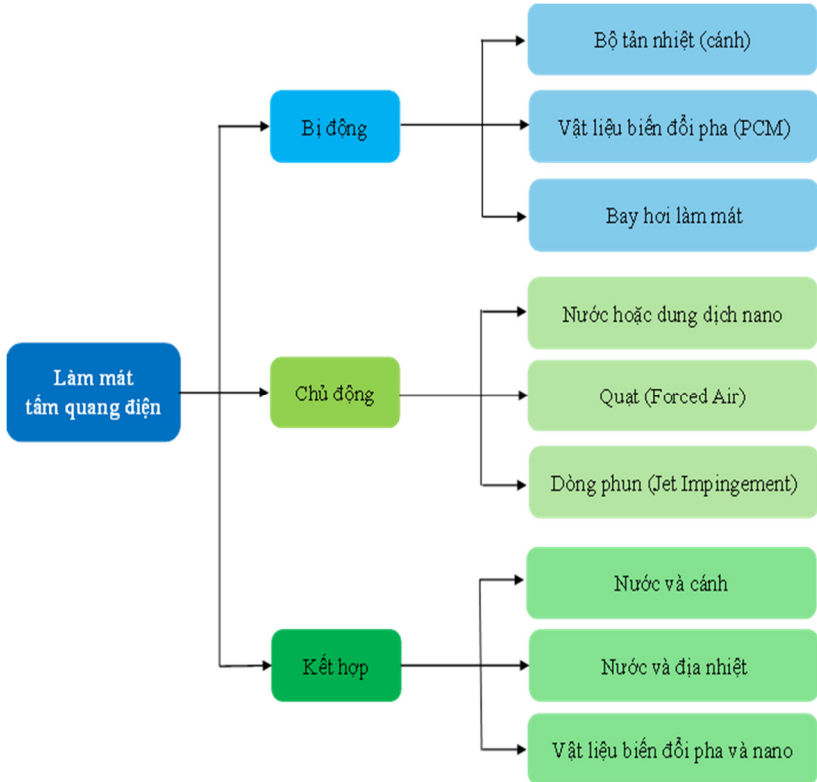 Làm mát
tấm quang điện
Bị động
Bộ tản nhiệt (cánh)
Vật liệu biến đổi pha (PCM)
Bay hơi làm mát
Chủ động
Nước hoặc dung dịch nano
Quạt (Forced Air)
Dòng phun (Jet Impingement)
Kết hợp
Nước và cánh
Nước và địa nhiệt
Vật liệu biến đổi pha và nano